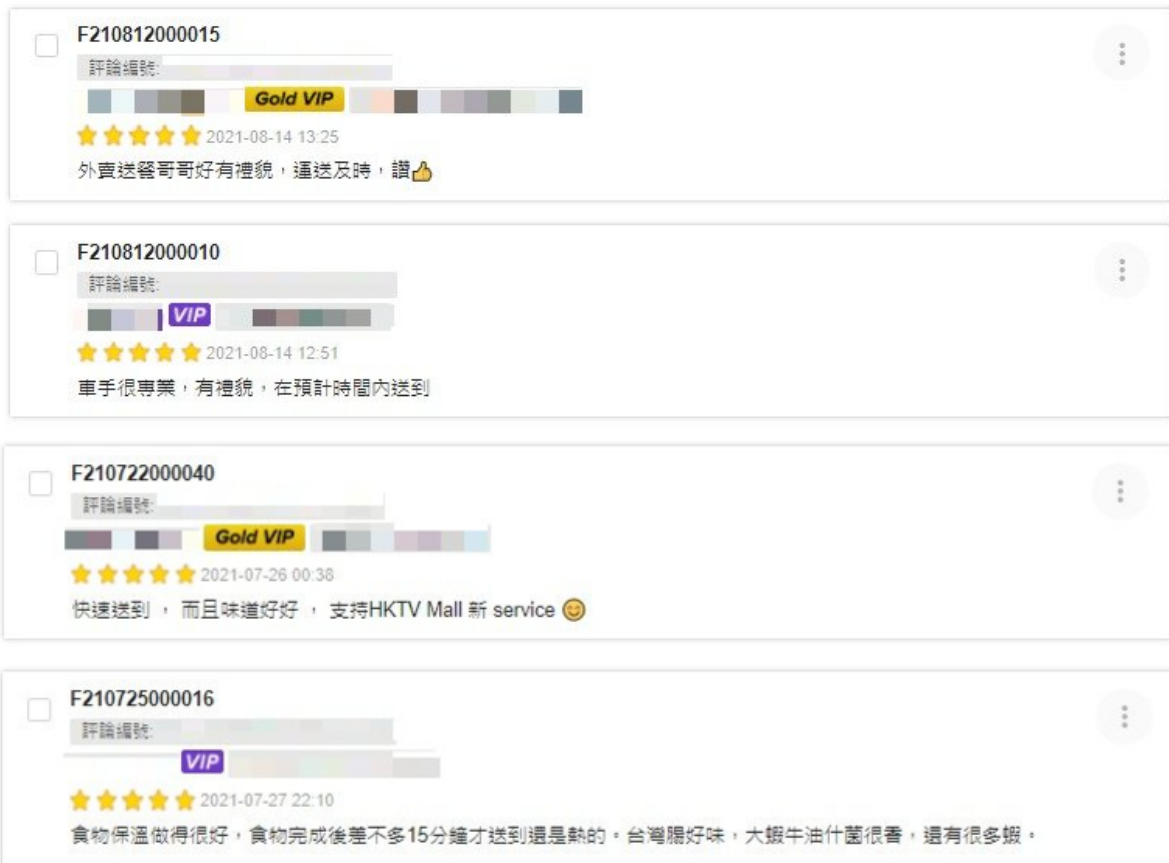 F210812000015
評論編號:
Gold VIP
2021-08-14 13:25
外賣送餐哥哥好有禮貌，運送及時，讚👍
F210812000010
評論編號:
VIP
2021-08-14 12:51
車手很專業，有禮貌，在預計時間內送到
F210722000040
評論編號:
Gold VIP
2021-07-26 00:38
快速送到 ， 而且味道好好 ， 支持HKTV Mall 新 service 😊
F210725000016
評論編號:
VIP
2021-07-27 22:10
食物保溫做得很好，食物完成後差不多15分鐘才送到還是熱的。台灣腸好味，大蝦牛油什菌很香，還有很多蝦。